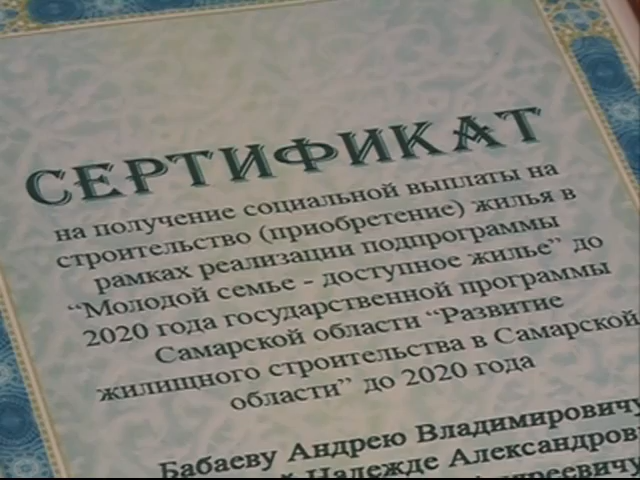 СЕРТИФИКАТ
на получение социальной выплаты на
строительство (приобретение) жилья в
рамках реализации подпрограммы
“Молодой семье - доступное жилье” до
2020 года государственной программы
Самарской области “Развитие
жилищного строительства в Самарской
области” до 2020 года
Бабаеву Андрею Владимировичу
Надежде Александров